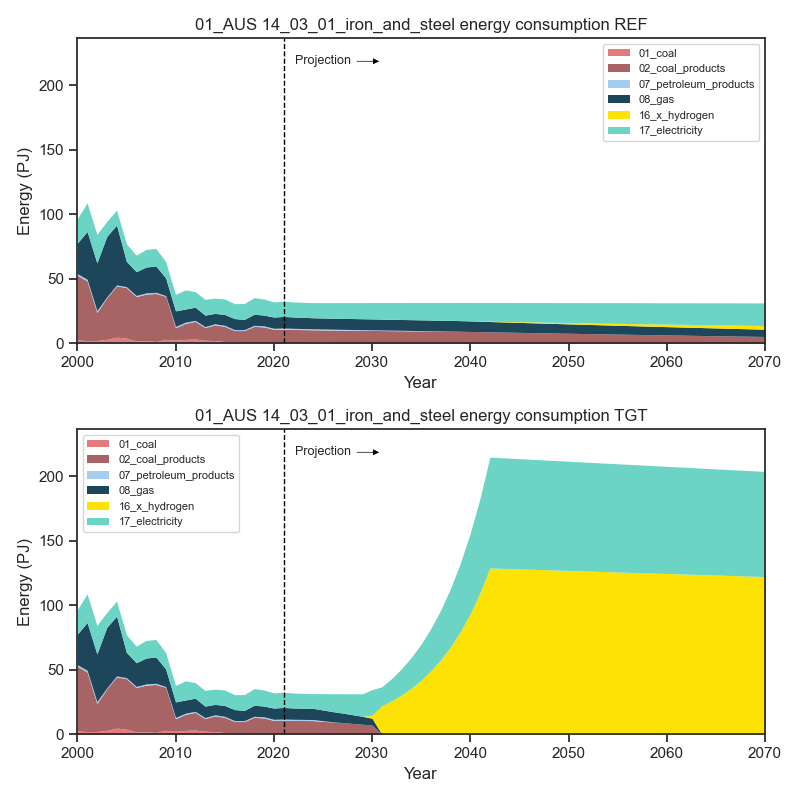 01_AUS 14_03_01_iron_and_steel energy consumption REF
Projection
01_coal
02_coal_products
07_petroleum_products
08_gas
16_x_hydrogen
17_electricity
Energy (PJ)
200
150
100
50
0
2000 2010 2020 2030 2040 2050 2060 2070
Year
01_AUS 14_03_01_iron_and_steel energy consumption TGT
01_coal
02_coal_products
07_petroleum_products
08_gas
16_x_hydrogen
17_electricity
Projection
Energy (PJ)
200
150
100
50
0
2000 2010 2020 2030 2040 2050 2060 2070
Year